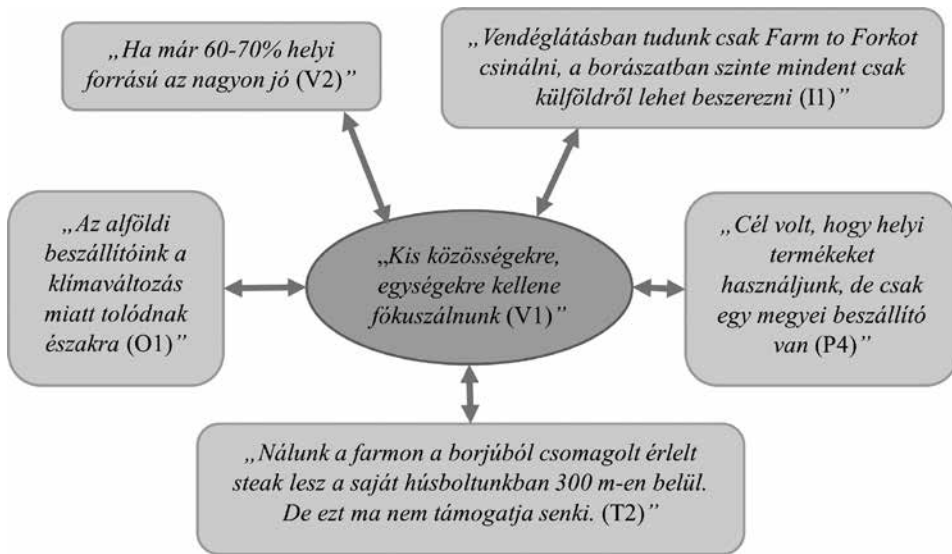 „Ha már 60-70% helyi
forrású az nagyon jó (V2)”
„Vendéglátásban tudunk csak Farm to Forkot
csinálni, a borászatban szinte mindent csak
külföldről lehet beszerezni (I1)”
„Az alföldi
beszállítóink a
klímaváltozás
miatt tolódnak
északra (O1)”
„Kis közösségekre,
egységekre kellene
fókuszálnunk (V1)”
„Cél volt, hogy helyi
termékeket
használjunk, de csak
egy megyei beszállító
van (P4)”
„Nálunk a farmon a borjúból csomagolt érlelt
steak lesz a saját húsboltunkban 300 m-en belül.
De ezt ma nem támogatja senki. (T2)”